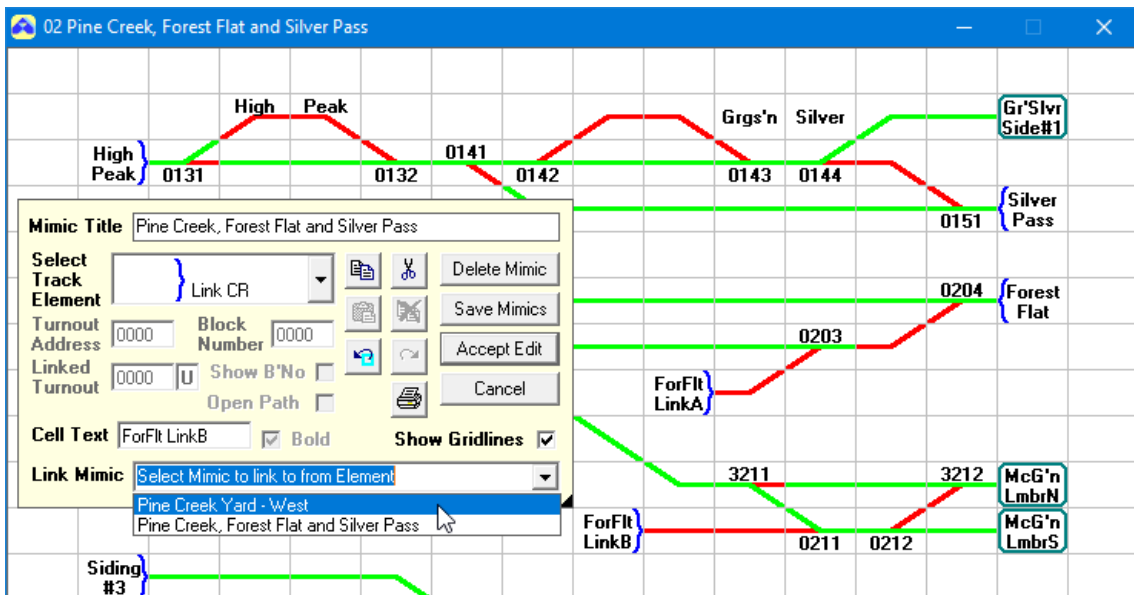 02 Pine Creek, Forest Flat and Silver Pass
High Peak
Grgs'n Silver
Gr'Slvr
Side#1
High
Peak
0131
0132
0141
0142
0143
0144
Silver
Pass
0151
Mimic Title Pine Creek, Forest Flat and Silver Pass
Select
Track
Element
Link CR
Delete Mimic
Save Mimics
Accept Edit
Cancel
Turnout
Address
0000
Block
Number
0000
Linked
Turnout
0000
U
Show B'No
Open Path
Cell Text ForFlt LinkB
Bold
Show Gridlines
Link Mimic Select Mimic to link to from Element
Pine Creek Yard - West
Pine Creek, Forest Flat and Silver Pass
0204
Forest
Flat
0203
ForFlt
LinkA
3211
3212
McG'n
LmbrN
ForFlt
LinkB
0211
0212
McG'n
LmbrS
Siding
#3